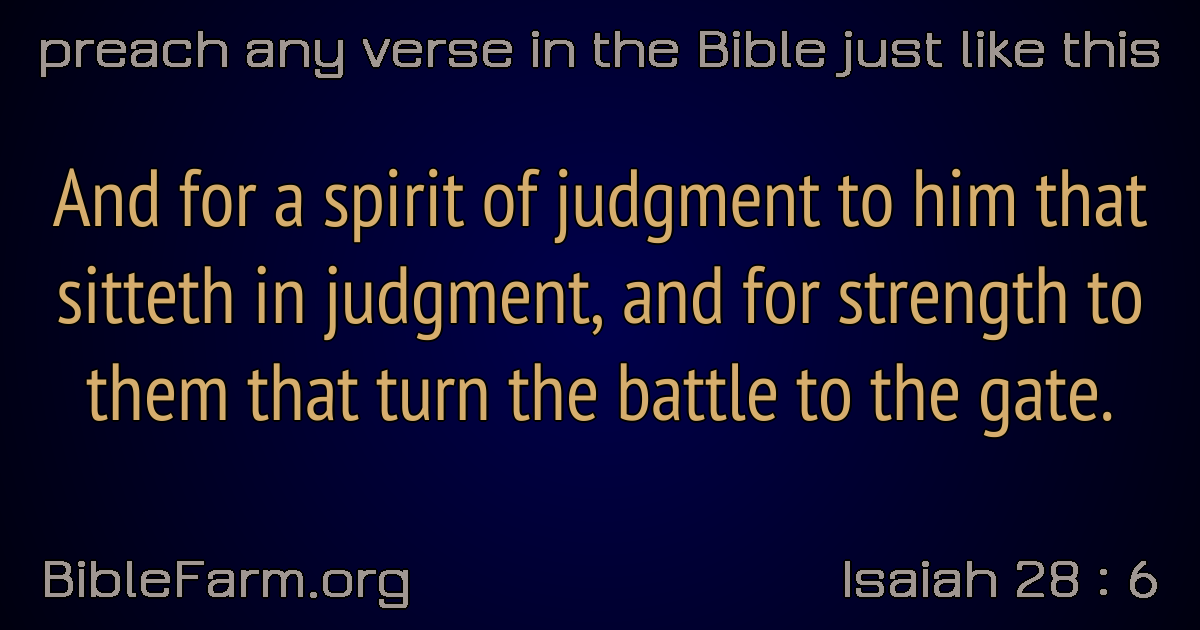 preach any verse in the Bible just like this
And for a spirit of judgment to him that
sitteth in judgment, and for strength to
them that turn the battle to the gate.
BibleFarm.org
Isaiah 28 : 6